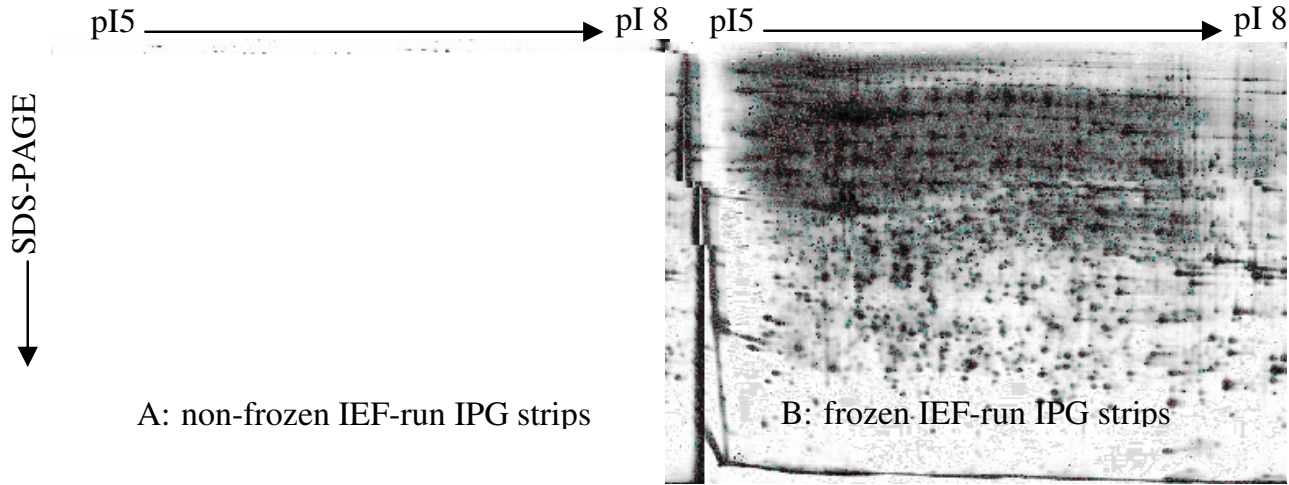 pI5 pI 8 pI5 pI 8
SDS-PAGE
A: non-frozen IEF-run IPG strips
B: frozen IEF-run IPG strips